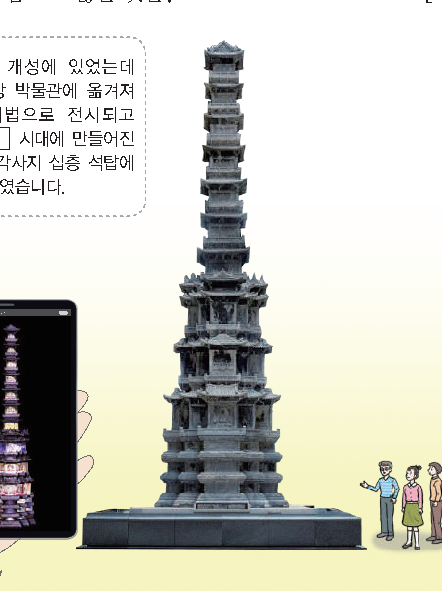 개성에 있었는데
박물관에 옮겨져
법으로 전시되고
시대에 만들어진
각사지 십층 석탑에
였습니다.